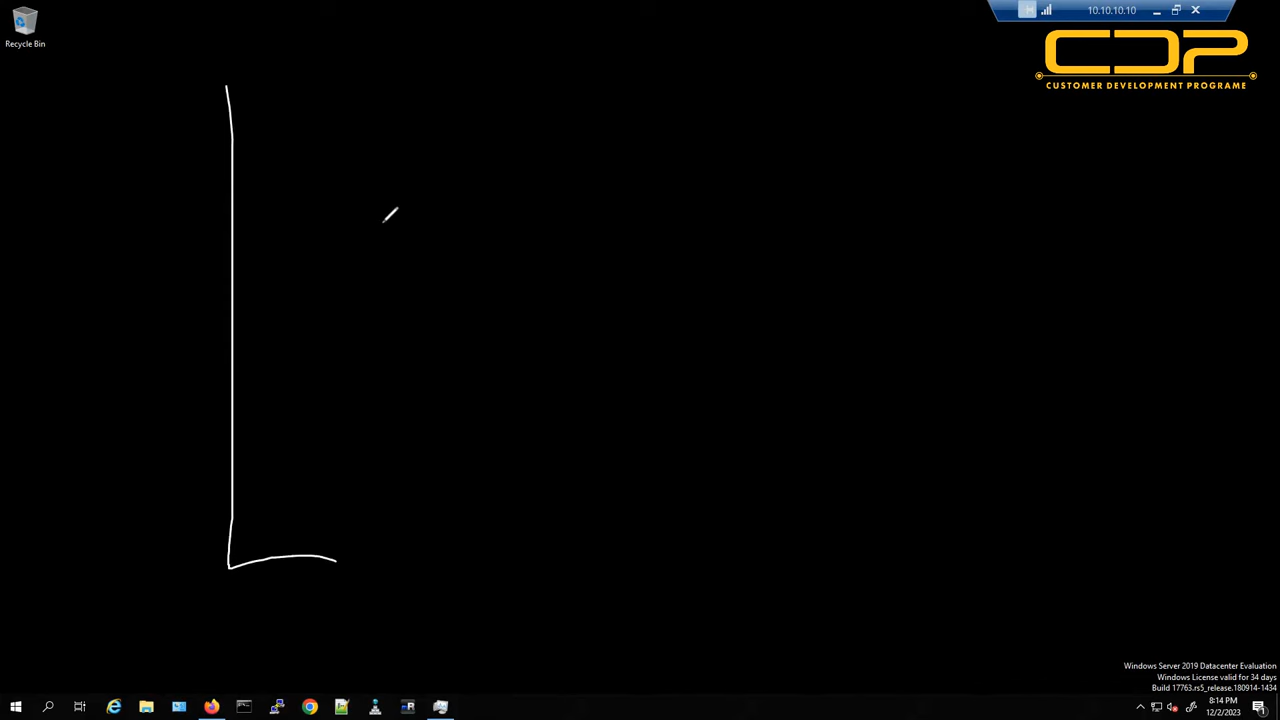 Recycle Bin
10.10.10.10
CDP
CUSTOMER DEVELOPMENT PROGRAME
Windows Server 2019 Datacenter Evaluation
Windows License valid for 34 days
Build 17763.rs5_release.180914-1434
8:14 PM
12/2/2023